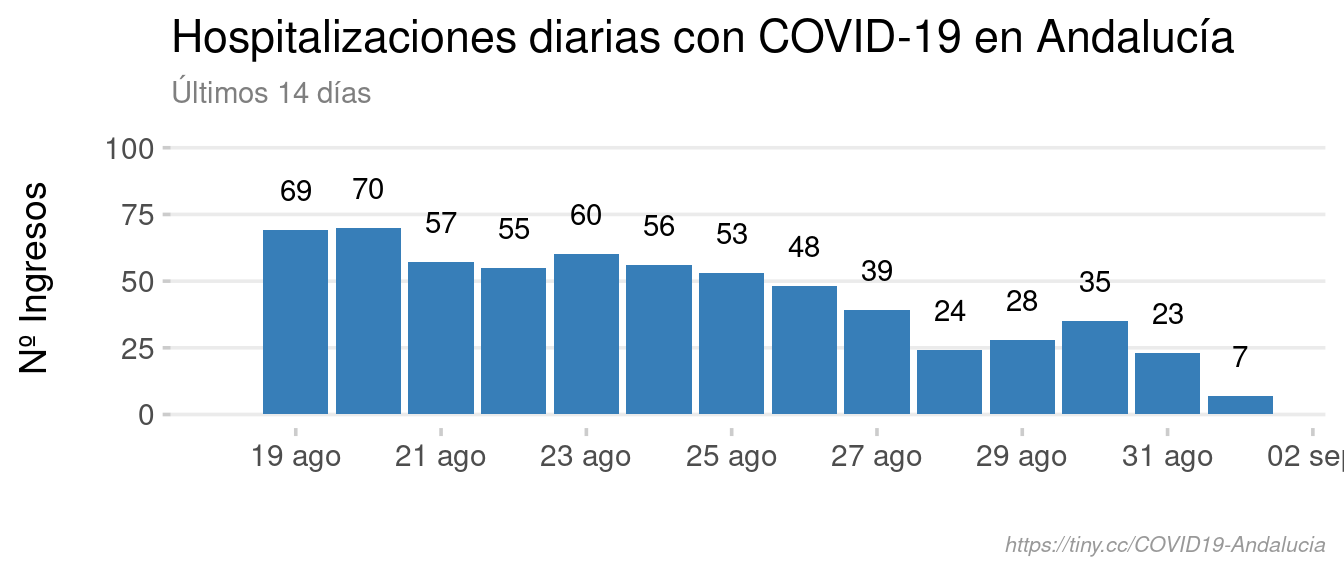 Hospitalizaciones diarias con COVID-19 en Andalucía
Últimos 14 días
Nº Ingresos
100
75
50
25
0
69
70
57
55
60
56
53
48
39
24
28
35
23
7
19 ago
21 ago
23 ago
25 ago
27 ago
29 ago
31 ago
02 sep
https://tiny.cc/COVID19-Andalucia